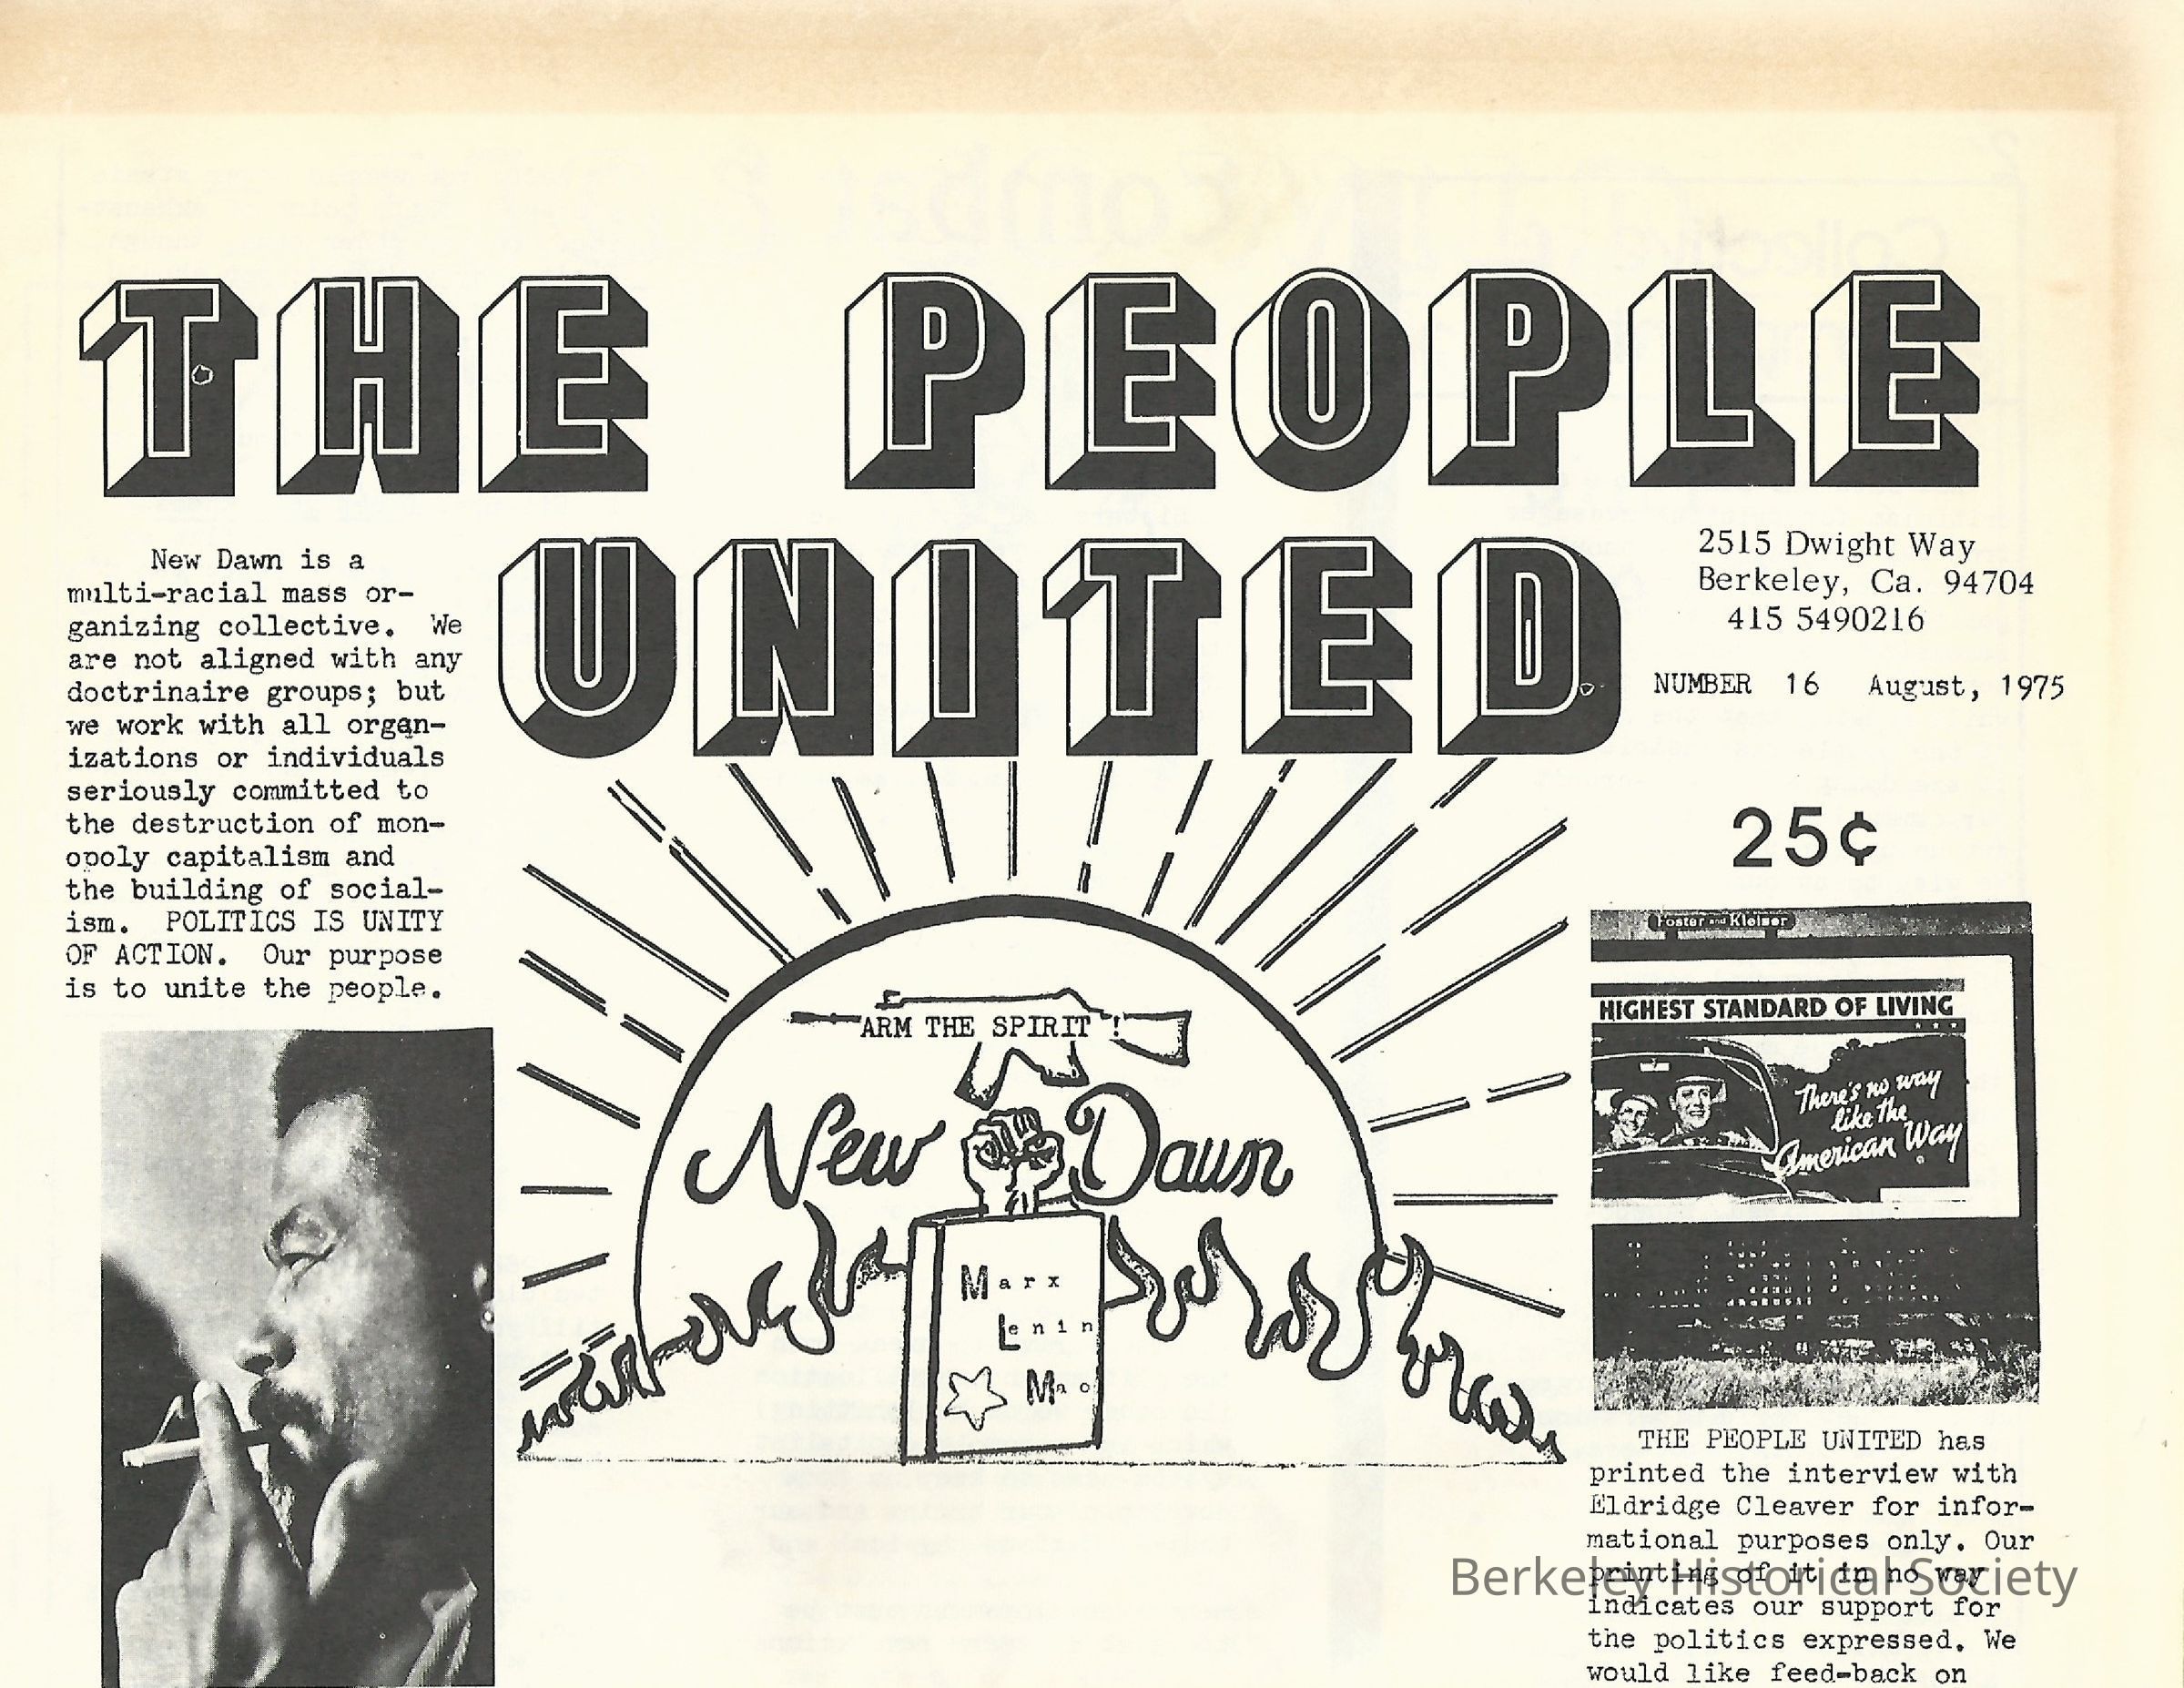 THE PEOPLE
UNITED
New Dawn is a
multi-racial mass or-
ganizing collective. We
are not aligned with any
doctrinaire groups; but
we work with all organ-
izations or individuals
seriously committed to
the destruction of mon-
opoly capitalism and
the building of social-
ism. POLITICS IS UNITY
OF ACTION. Our purpose
is to unite the people.
2515 Dwight Way
Berkeley, Ca. 94704
415 5490216
NUMBER 16 August, 1975
25¢
ARM THE SPIRIT !
New Dawn
Marx
Lenin
Mao
Foster and Kleiser
HIGHEST STANDARD OF LIVING
There's no way
like the
American Way
THE PEOPLE UNITED has
printed the interview with
Eldridge Cleaver for infor-
mational purposes only. Our
printing of it in no way
indicates our support for
the politics expressed. We
would like feed-back on
Berkeley Historical Society